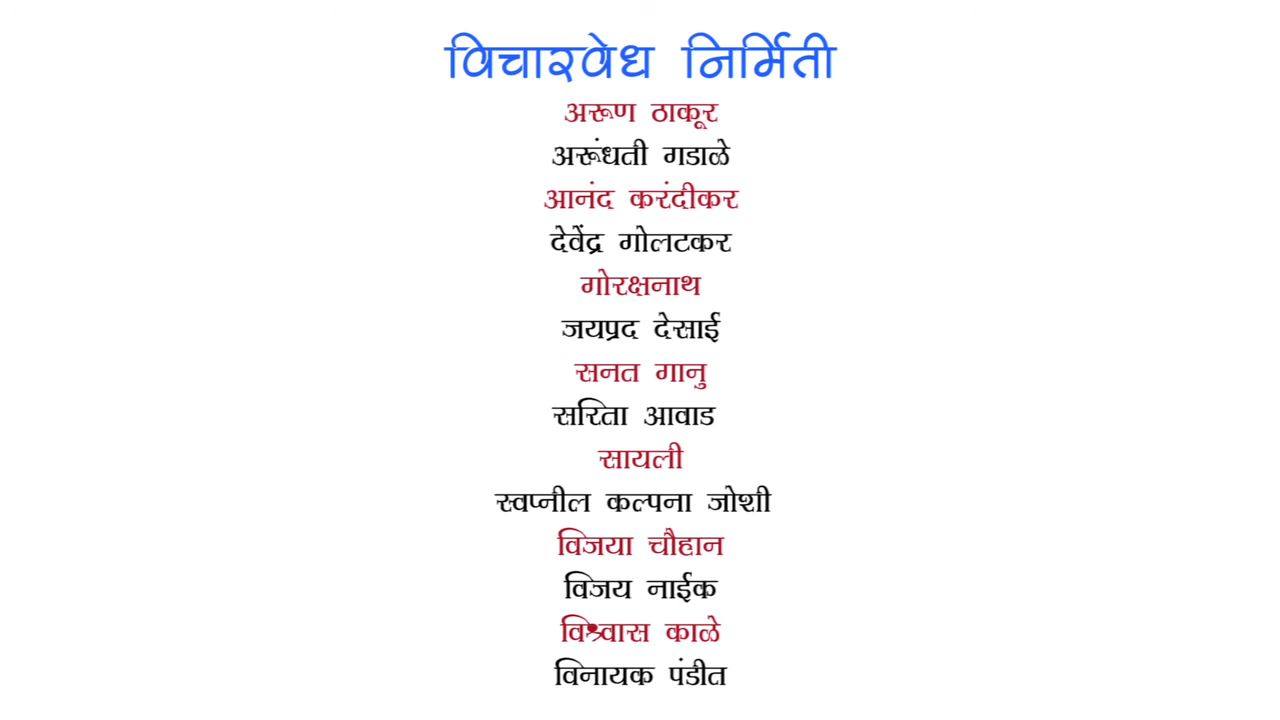 विचारवेध निर्मिती
अरूण ठाकूर
अरूंधती गडाळे
आनंद करंदीकर
देवेंद्र गोलटकर
गोरक्षनाथ
जयप्रद देसाई
सनत गानु
सरिता आवाड
सायली
स्वप्नील कल्पना जोशी
विजया चौहान
विजय नाईक
विश्र्वास काळे
विनायक पंडीत